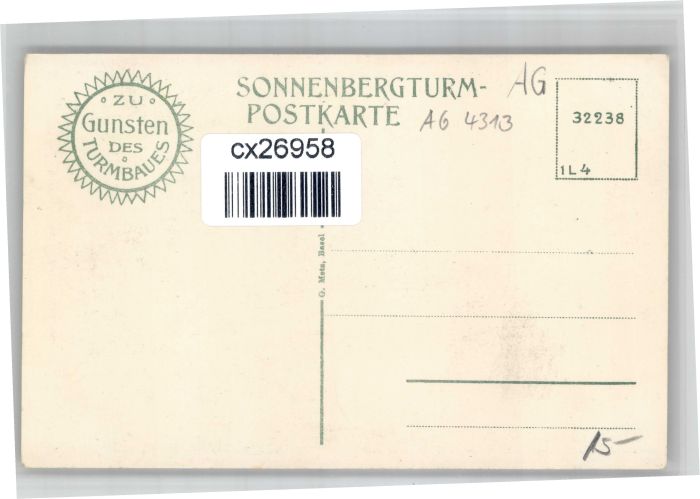 ZU
Gunsten
DES
TURMBAUES
SONNENBERGTURM-
POSTKARTE
AG
AG 4313
32238
1L4
cx26958
G. Metz, Basel
15-